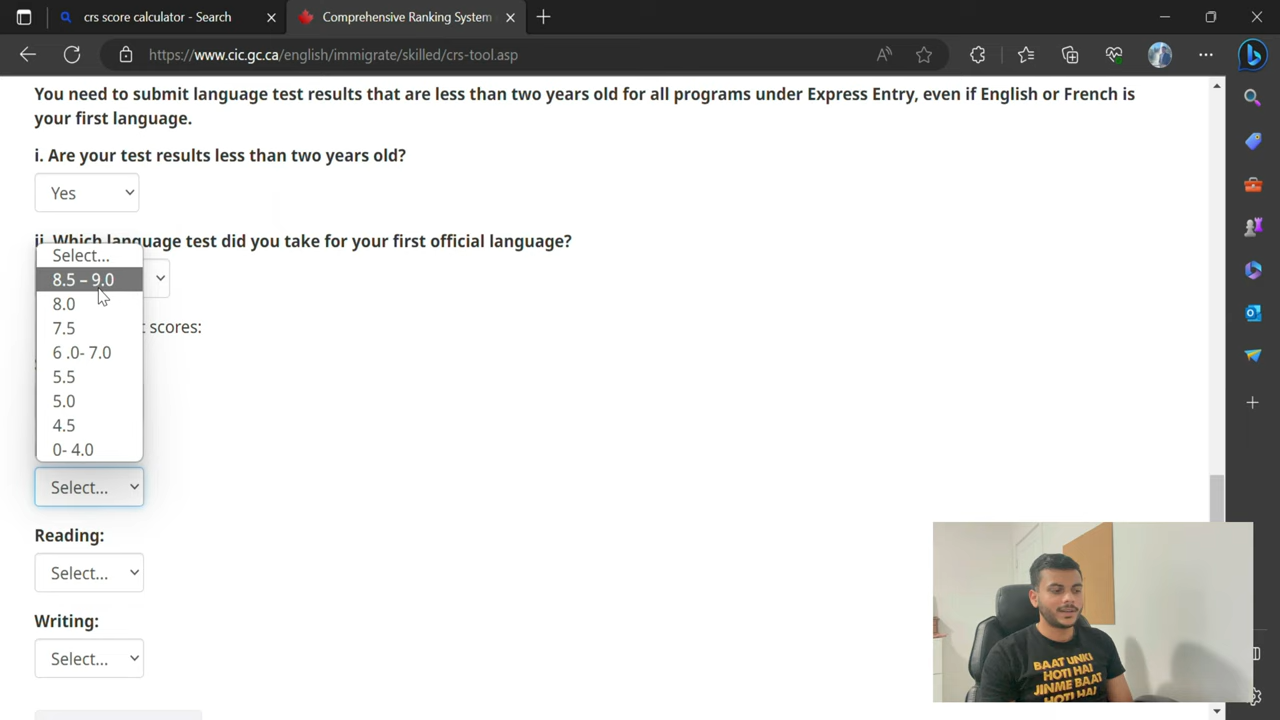 crs score calculator - Search
Comprehensive Ranking System
https://www.cic.gc.ca/english/immigrate/skilled/crs-tool.asp
You need to submit language test results that are less than two years old for all programs under Express Entry, even if English or French is
your first language.
i. Are your test results less than two years old?
Yes
ii. Which language test did you take for your first official language?
Select...
8.5 – 9.0
8.0
7.5
6 .0- 7.0
5.5
5.0
4.5
0- 4.0
scores:
Select...
Reading:
Select...
Writing:
Select...
BAAT UNKI
HOTI HAI
JINME BAAT
HOTI HAI